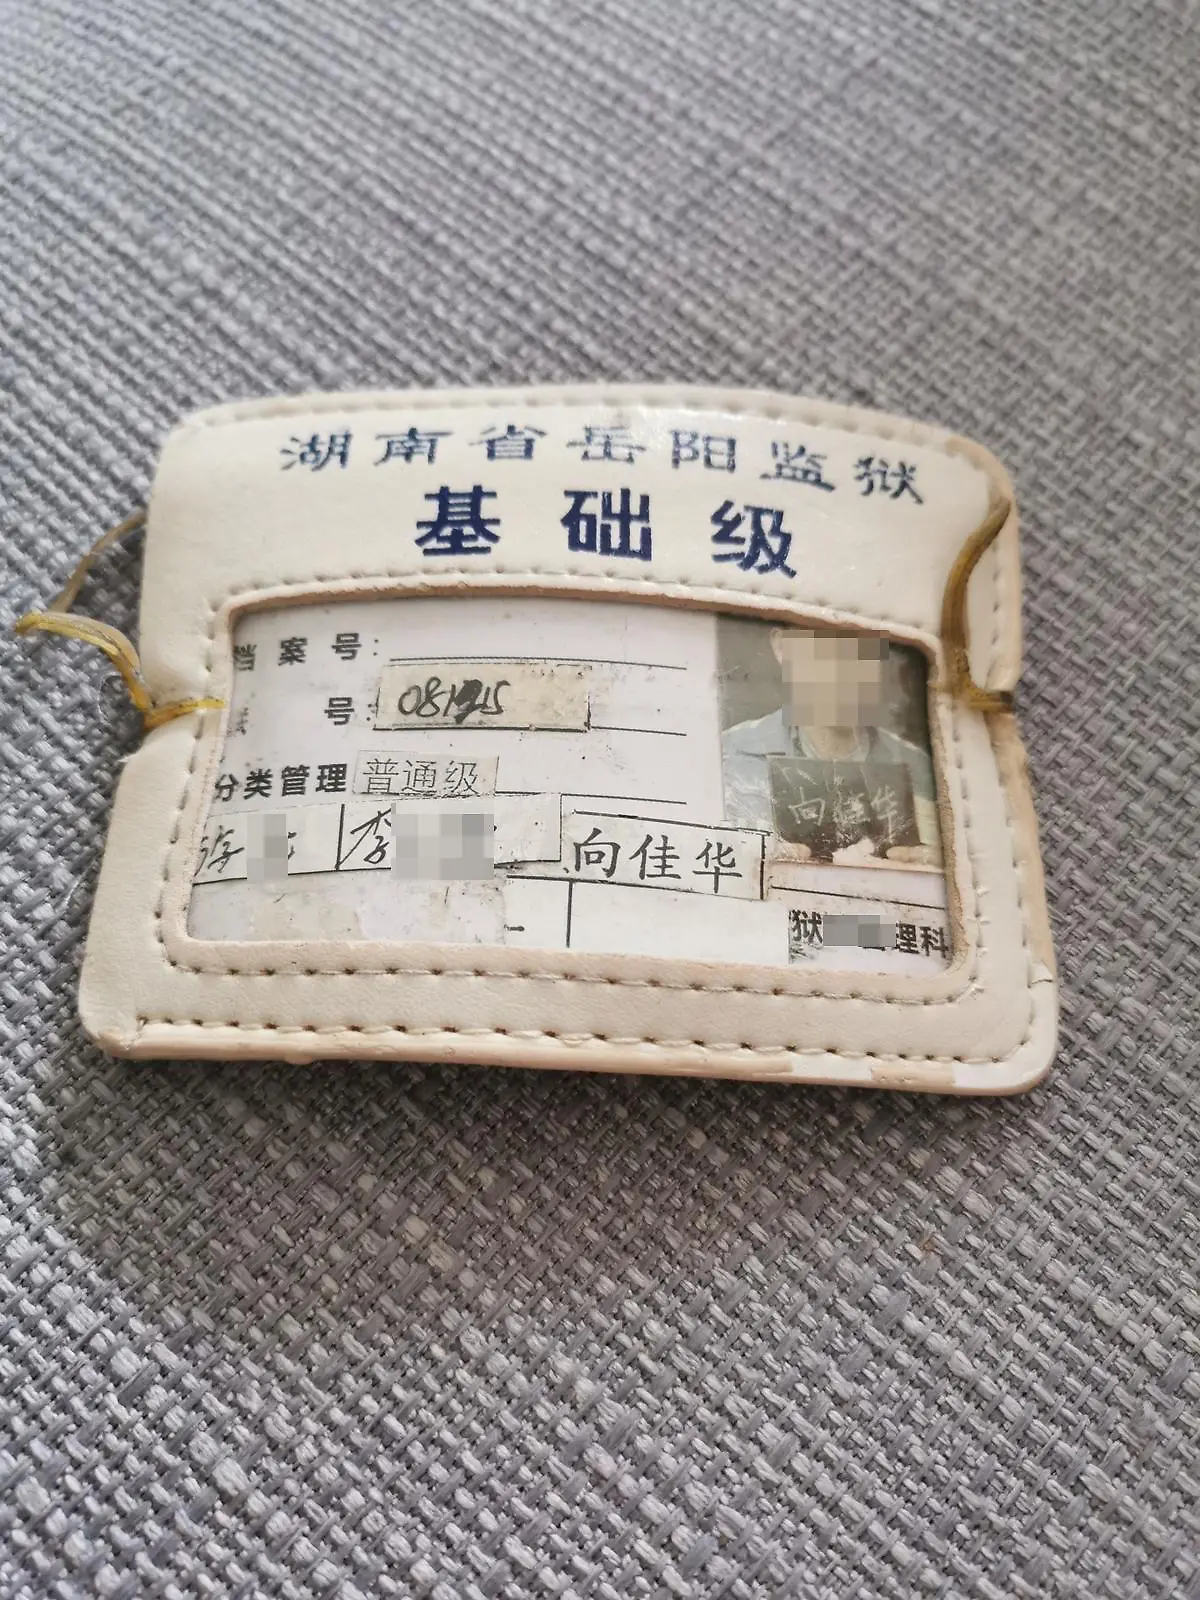 湖南省岳阳监狱
基础级
档案号：
号：
分类管理 普通级
李
向佳华
向佳华
狱 理科